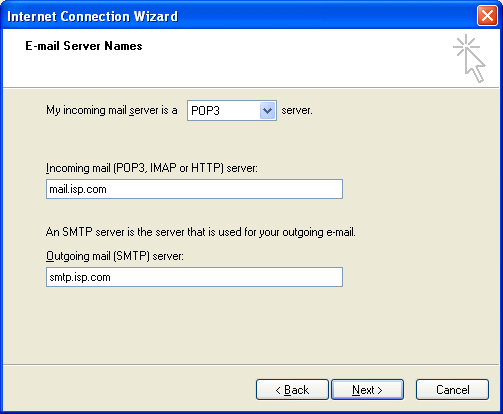 Internet Connection Wizard
E-mail Server Names
My incoming mail server is a POP3 server.
Incoming mail (POP3, IMAP or HTTP) server:
mail.isp.com
An SMTP server is the server that is used for your outgoing e-mail.
Outgoing mail (SMTP) server:
smtp.isp.com
< Back Next > Cancel